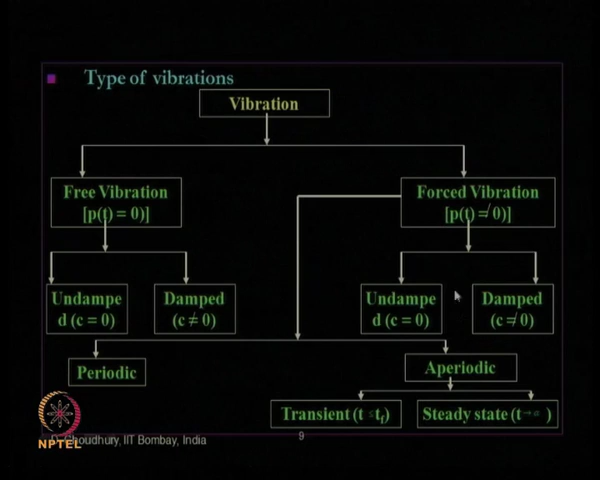 Type of vibrations
Vibration
Free Vibration
[p(t) = 0)]
Forced Vibration
[p(t) ≠ 0)]
Undampe
d (c = 0)
Damped
(c ≠ 0)
Undampe
d (c = 0)
Damped
(c ≠ 0)
Periodic
Aperiodic
Transient (t ≤ tf)
Steady state (t→∝ )
Choudhury, IIT Bombay, India
9
NPTEL